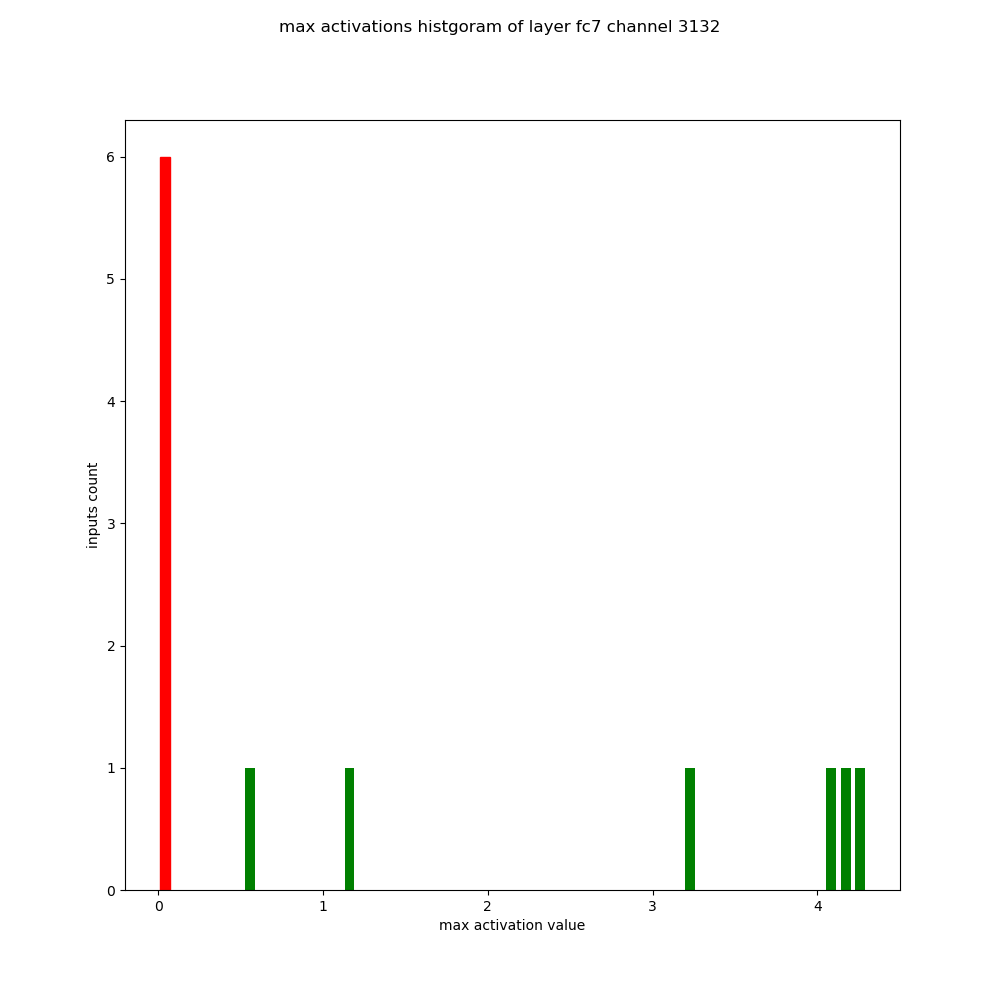 max activations histgoram of layer fc7 channel 3132
6
5
4
3
2
1
0
inputs count
0 1 2 3 4
max activation value